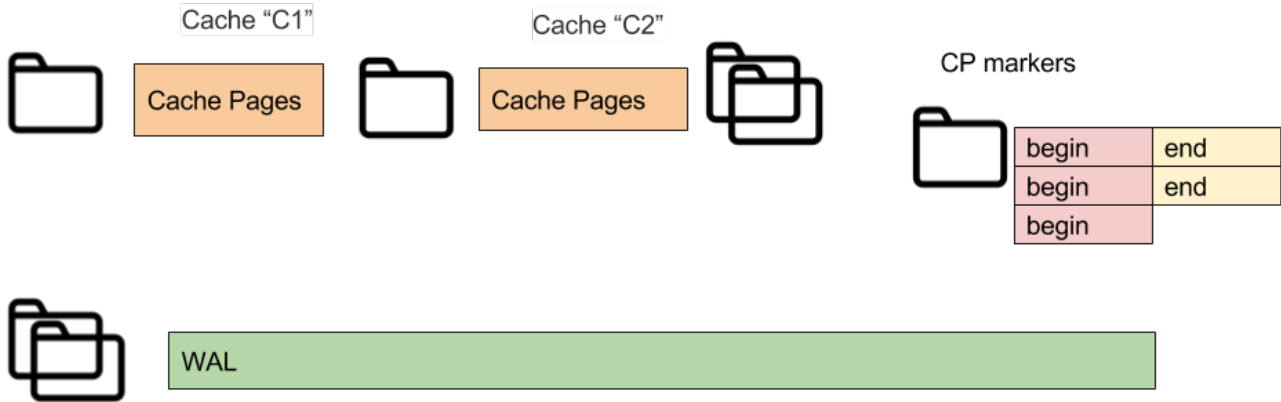 Cache “C1”
Cache “C2”
Cache Pages
Cache Pages
CP markers
begin end
begin end
begin
WAL